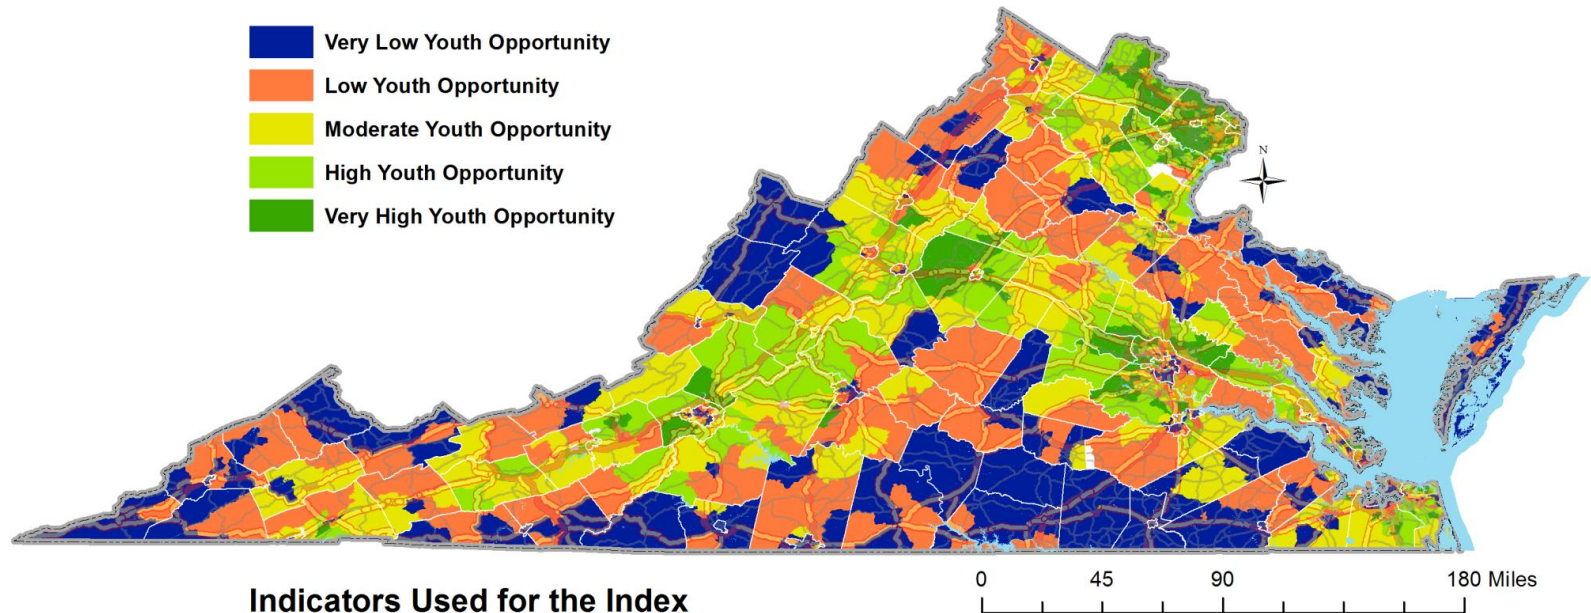 Very Low Youth Opportunity
Low Youth Opportunity
Moderate Youth Opportunity
High Youth Opportunity
Very High Youth Opportunity
N
Indicators Used for the Index
0 45 90 180 Miles